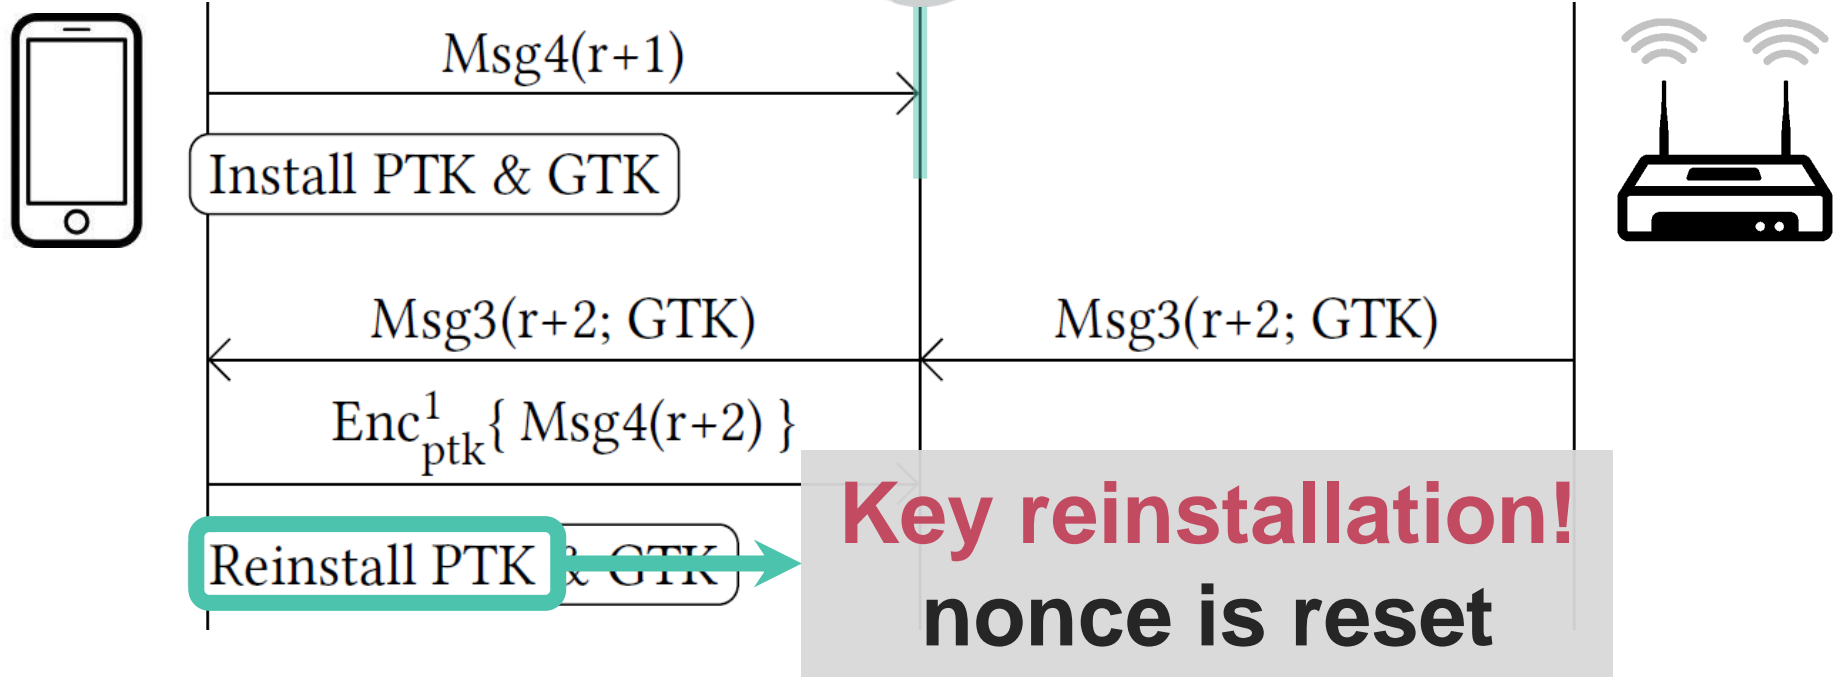 Msg4(r+1)
Install PTK & GTK
Msg3(r+2; GTK)
Msg3(r+2; GTK)
Enc¹ptk{ Msg4(r+2) }
Reinstall PTK & GTK
Key reinstallation!
nonce is reset